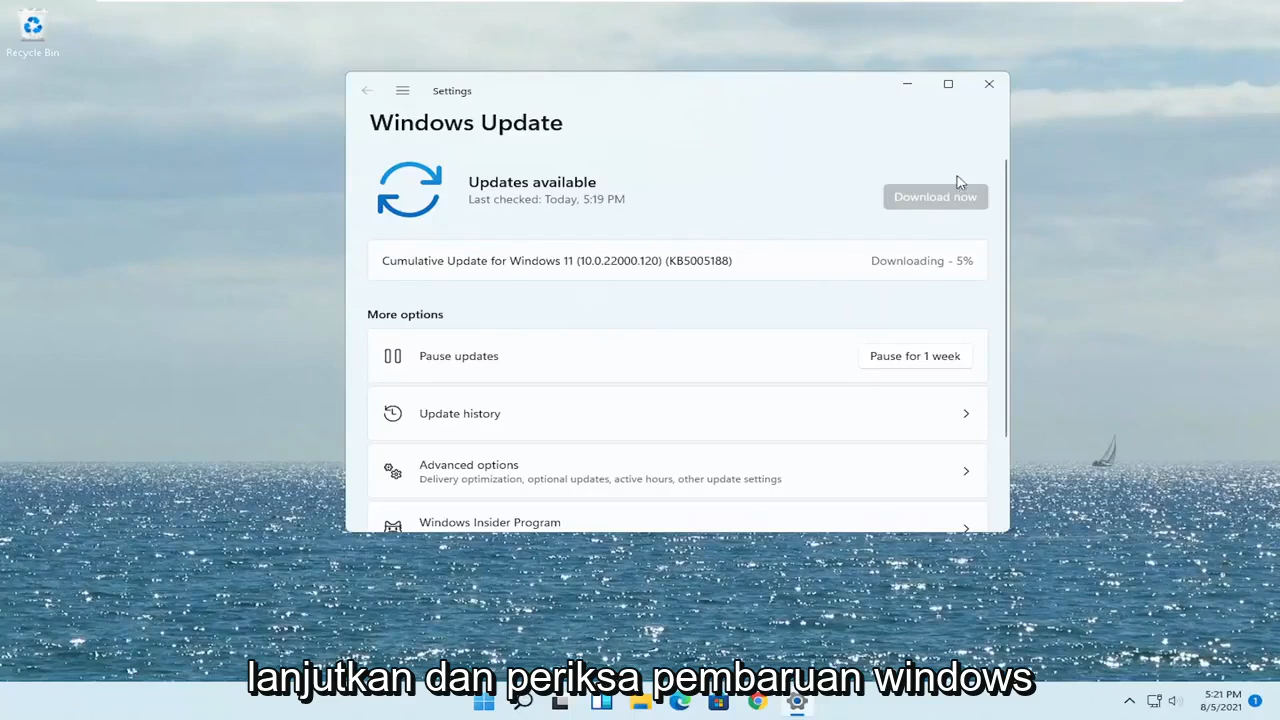 Recycle Bin
Settings
Windows Update
Updates available
Last checked: Today, 5:19 PM
Download now
Cumulative Update for Windows 11 (10.0.22000.120) (KB5005188)
Downloading - 5%
More options
Pause updates
Pause for 1 week
Update history
Advanced options
Delivery optimization, optional updates, active hours, other update settings
Windows Insider Program
lanjutkan dan periksa pembaruan windows
5:21 PM
8/5/2021
1